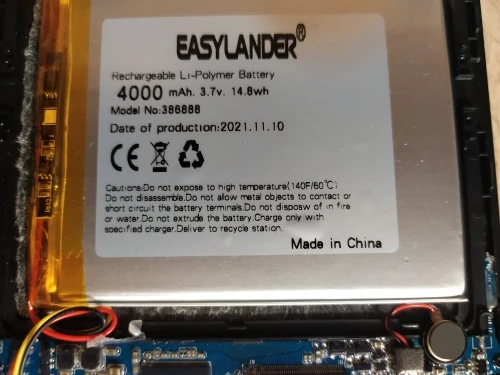 EASYLANDER®
Rechargeable Li-Polymer Battery
4000 mAh. 3.7v. 14.8wh
Model No:386888
Date of production:2021.11.10
CE
Cautions:Do not expose to high temperature(140F/60℃)
Do not disassemble.Do not allow metal objects to contact or
short circuit the battery terminals.Do not disposw of in fire
or water.Do not extrude the battery.Charge only with
specified charger.Deliver to recycle station.
Made in China